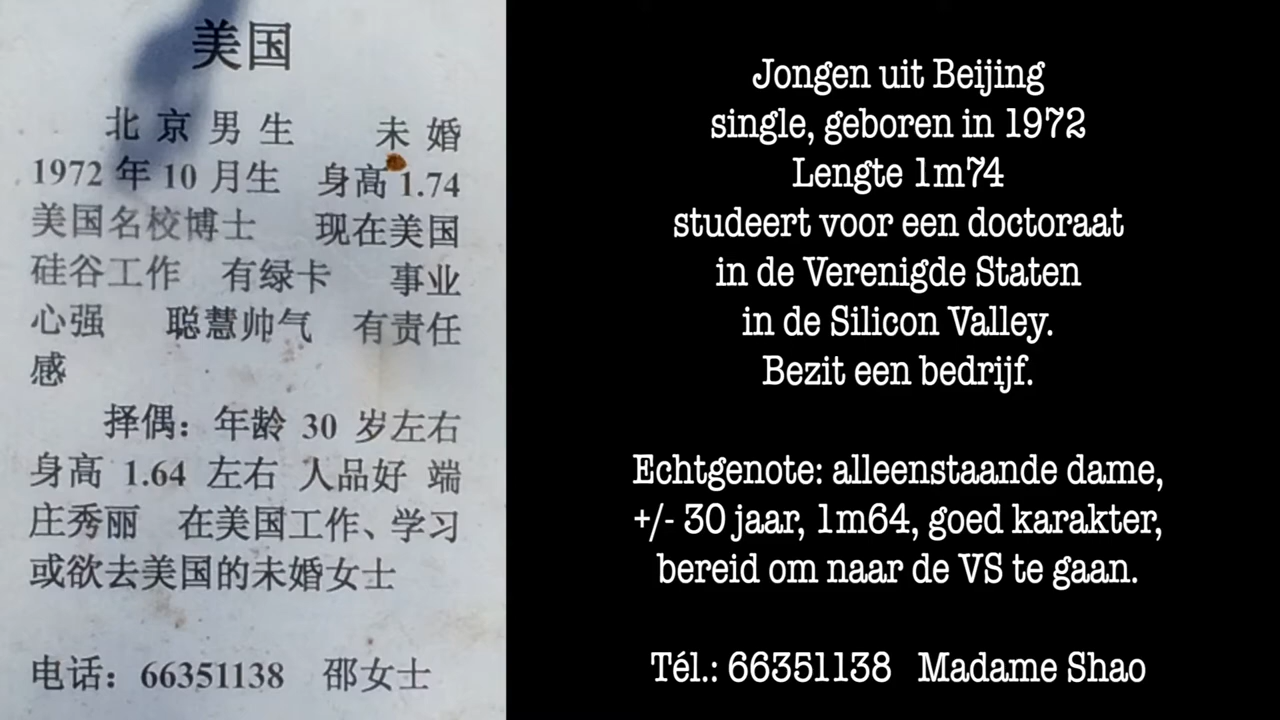 美国
北京男生 未婚
1972年10月生 身高1.74
美国名校博士 现在美国
硅谷工作 有绿卡 事业
心强 聪慧帅气 有责任
感
择偶：年龄30岁左右
身高1.64左右 人品好 端
庄秀丽 在美国工作、学习
或欲去美国的未婚女士
电话：66351138 邵女士
Jongen uit Beijing
single, geboren in 1972
Lengte 1m74
studeert voor een doctoraat
in de Verenigde Staten
in de Silicon Valley.
Bezit een bedrijf.
Echtgenote: alleenstaande dame,
+/- 30 jaar, 1m64, goed karakter,
bereid om naar de VS te gaan.
Tél.: 66351138 Madame Shao